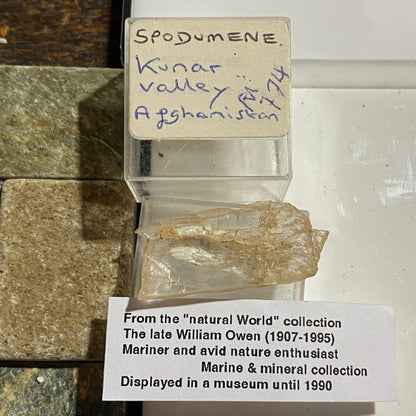 SPODUMENE.
Kunar
valley
Afghanistan
M 774
From the "natural World" collection
The late William Owen (1907-1995)
Mariner and avid nature enthusiast
Marine & mineral collection
Displayed in a museum until 1990